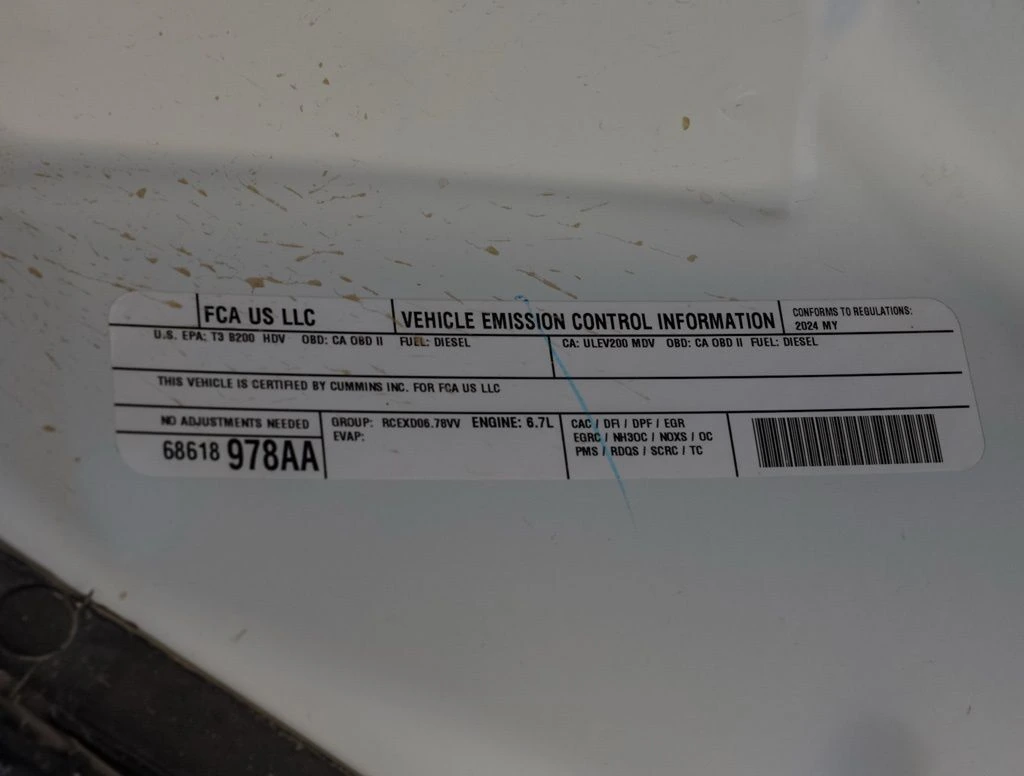 FCA US LLC
VEHICLE EMISSION CONTROL INFORMATION
CONFORMS TO REGULATIONS:
2024 MY
U.S. EPA: T3 B200 HDV OBD: CA OBD II FUEL: DIESEL
CA: ULEV200 MDV OBD: CA OBD II FUEL: DIESEL
THIS VEHICLE IS CERTIFIED BY CUMMINS INC. FOR FCA US LLC
NO ADJUSTMENTS NEEDED
68618 978AA
GROUP: RCEXD06.78VV ENGINE: 6.7L
EVAP:
CAC / DFI / DPF / EGR
EGRC / NH3OC / NOXS / OC
PMS / RDQS / SCRC / TC